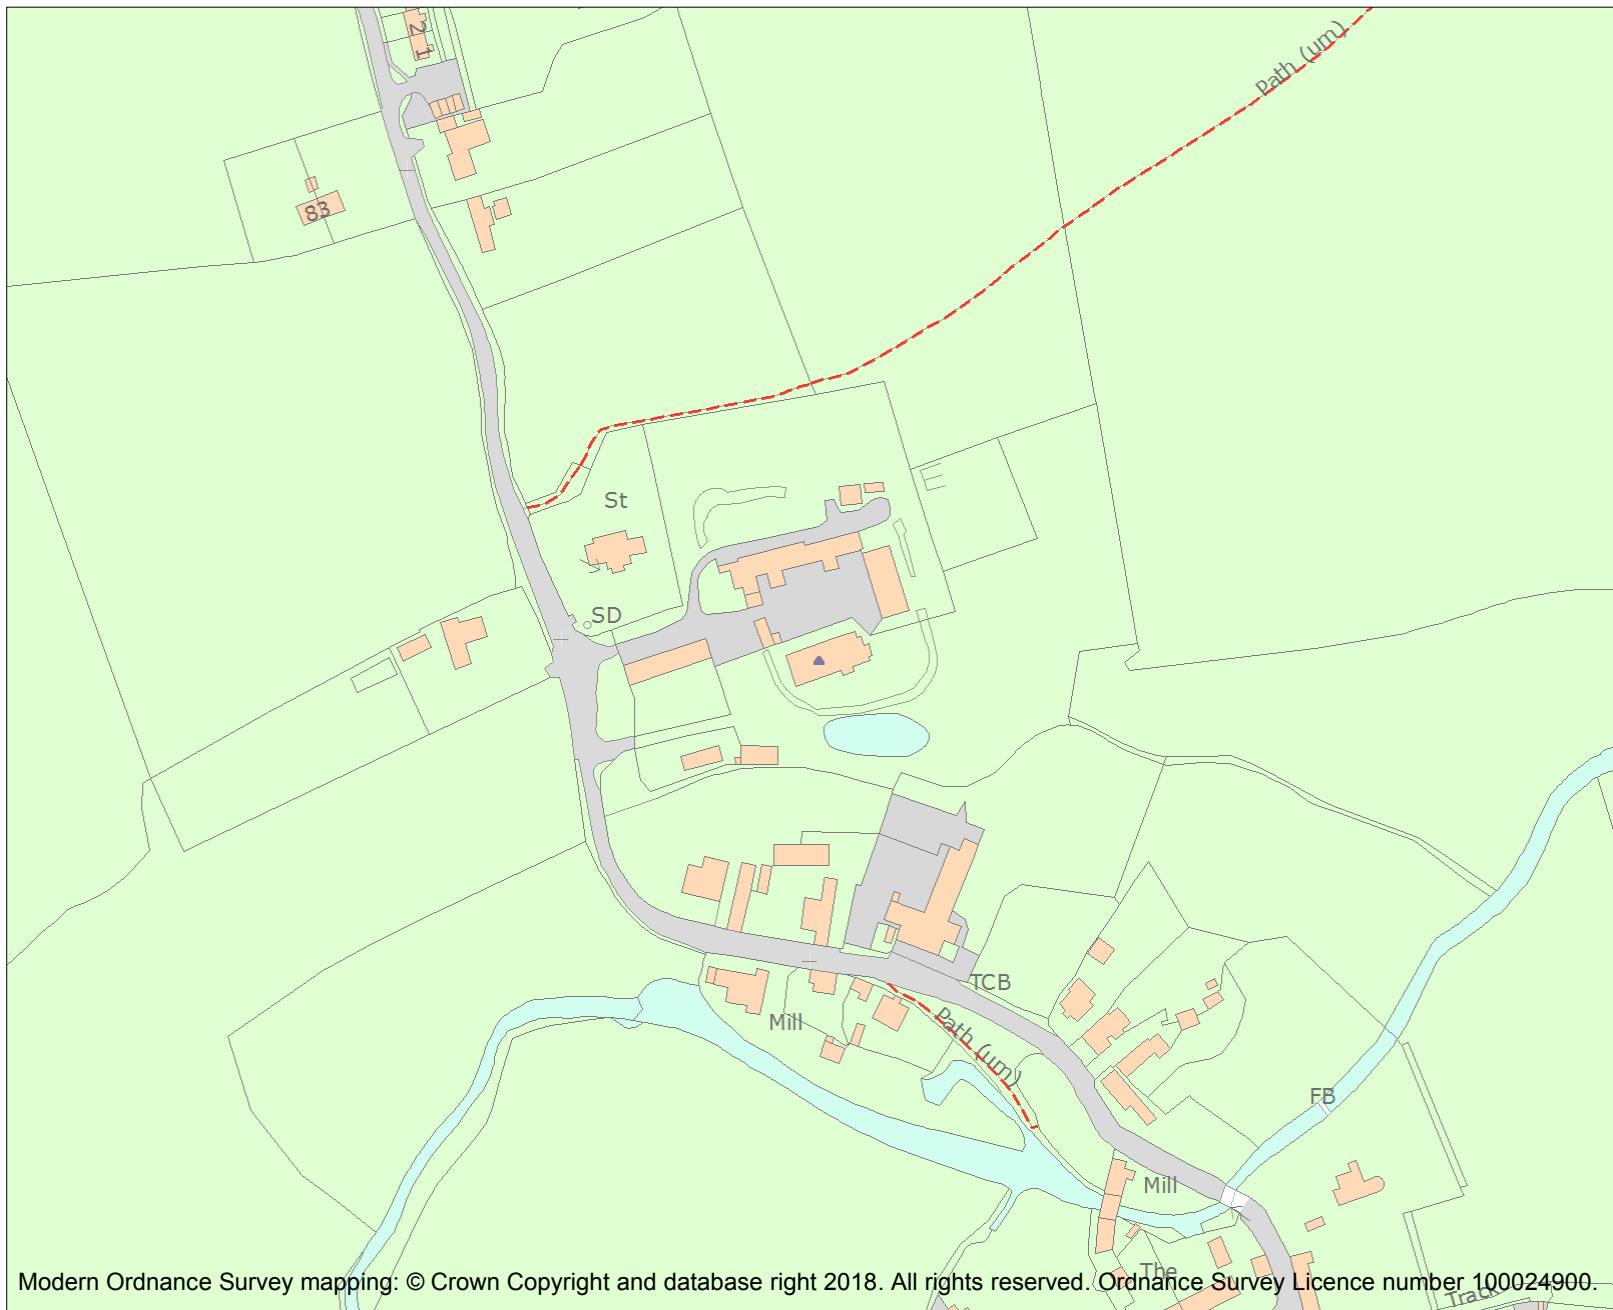 21
Path (um)
83
St
SD
TCB
Mill
Path (um)
FB
Mill
The
Track
Modern Ordnance Survey mapping: © Crown Copyright and database right 2018. All rights reserved. Ordnance Survey Licence number 100024900.